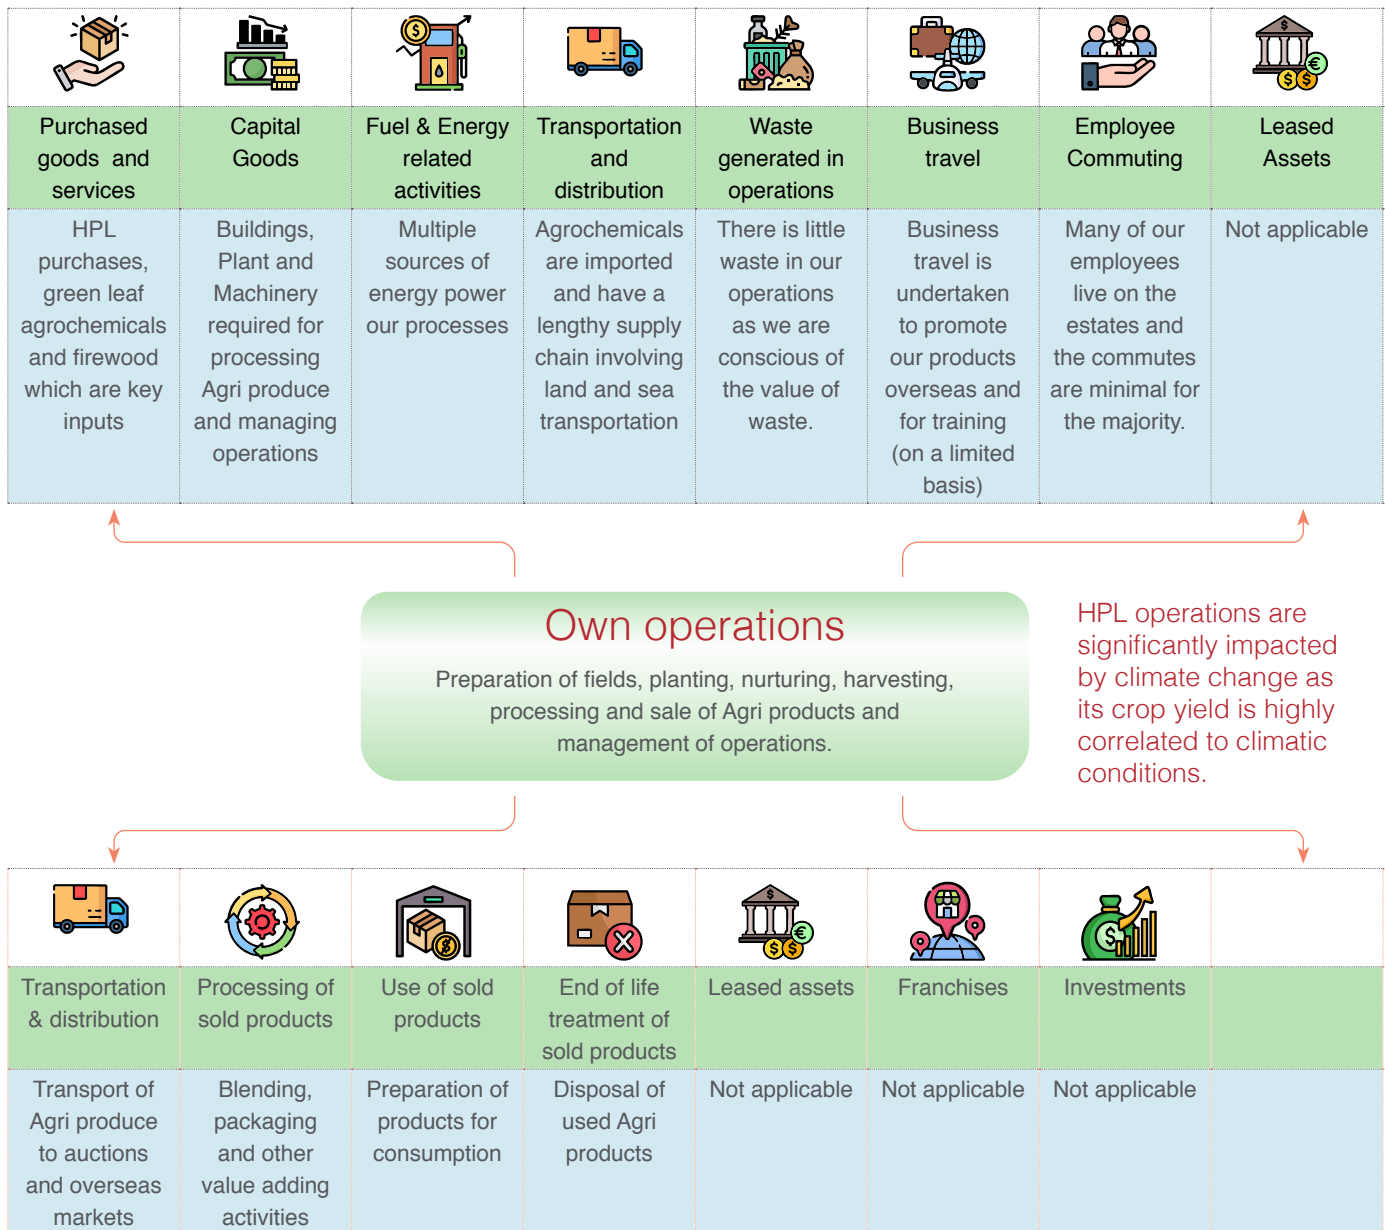 Purchased
goods and
services
Capital
Goods
Fuel & Energy
related
activities
Transportation
and
distribution
Waste
generated in
operations
Business
travel
Employee
Commuting
Leased
Assets
HPL
purchases,
green leaf
agrochemicals
and firewood
which are key
inputs
Buildings,
Plant and
Machinery
required for
processing
Agri produce
and managing
operations
Multiple
sources of
energy power
our processes
Agrochemicals
are imported
and have a
lengthy supply
chain involving
land and sea
transportation
There is little
waste in our
operations
as we are
conscious of
the value of
waste.
Business
travel is
undertaken
to promote
our products
overseas and
for training
(on a limited
basis)
Many of our
employees
live on the
estates and
the commutes
are minimal for
the majority.
Not applicable
Own operations
Preparation of fields, planting, nurturing, harvesting,
processing and sale of Agri products and
management of operations.
HPL operations are
significantly impacted
by climate change as
its crop yield is highly
correlated to climatic
conditions.
Transportation
& distribution
Processing of
sold products
Use of sold
products
End of life
treatment of
sold products
Leased assets
Franchises
Investments
Transport of
Agri produce
to auctions
and overseas
markets
Blending,
packaging
and other
value adding
activities
Preparation of
products for
consumption
Disposal of
used Agri
products
Not applicable
Not applicable
Not applicable